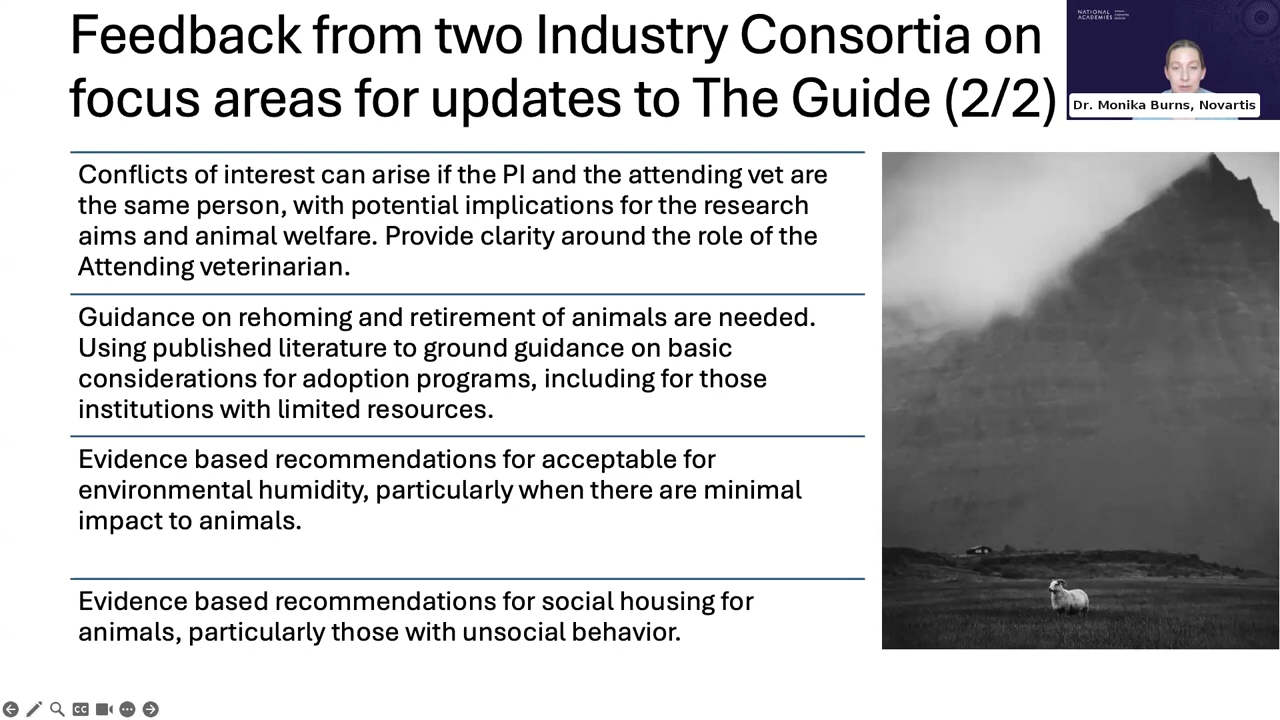 Feedback from two Industry Consortia on
focus areas for updates to The Guide (2/2)
NATIONAL
ACADEMIES
Dr. Monika Burns, Novartis
Conflicts of interest can arise if the PI and the attending vet are
the same person, with potential implications for the research
aims and animal welfare. Provide clarity around the role of the
Attending veterinarian.
Guidance on rehoming and retirement of animals are needed.
Using published literature to ground guidance on basic
considerations for adoption programs, including for those
institutions with limited resources.
Evidence based recommendations for acceptable for
environmental humidity, particularly when there are minimal
impact to animals.
Evidence based recommendations for social housing for
animals, particularly those with unsocial behavior.
CC